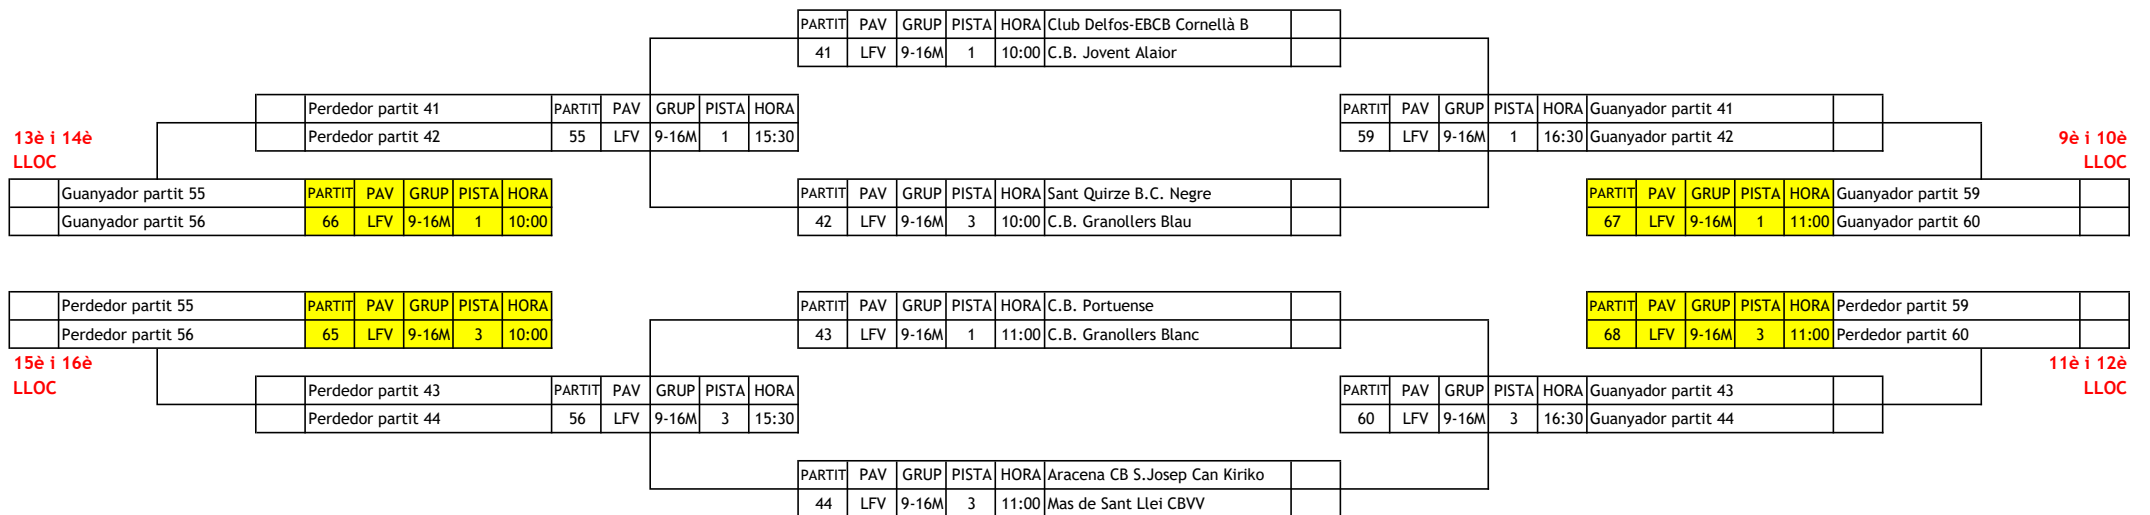 PARTIT PAV GRUP PISTA HORA Club Delfos-EBCB Cornellà B
41 LFV 9-16M 1 10:00 C.B. Jovent Alaior
Perdedor partit 41 PARTIT PAV GRUP PISTA HORA
Perdedor partit 42 55 LFV 9-16M 1 15:30
PARTIT PAV GRUP PISTA HORA Guanyador partit 41
59 LFV 9-16M 1 16:30 Guanyador partit 42
13è i 14è
LLOC
9è i 10è
LLOC
Guanyador partit 55 PARTIT PAV GRUP PISTA HORA
Guanyador partit 56 66 LFV 9-16M 1 10:00
PARTIT PAV GRUP PISTA HORA Sant Quirze B.C. Negre
42 LFV 9-16M 3 10:00 C.B. Granollers Blau
PARTIT PAV GRUP PISTA HORA Guanyador partit 59
67 LFV 9-16M 1 11:00 Guanyador partit 60
Perdedor partit 55 PARTIT PAV GRUP PISTA HORA
Perdedor partit 56 65 LFV 9-16M 3 10:00
PARTIT PAV GRUP PISTA HORA C.B. Portuense
43 LFV 9-16M 1 11:00 C.B. Granollers Blanc
PARTIT PAV GRUP PISTA HORA Perdedor partit 59
68 LFV 9-16M 3 11:00 Perdedor partit 60
15è i 16è
LLOC
11è i 12è
LLOC
Perdedor partit 43 PARTIT PAV GRUP PISTA HORA
Perdedor partit 44 56 LFV 9-16M 3 15:30
PARTIT PAV GRUP PISTA HORA Guanyador partit 43
60 LFV 9-16M 3 16:30 Guanyador partit 44
PARTIT PAV GRUP PISTA HORA Aracena CB S.Josep Can Kiriko
44 LFV 9-16M 3 11:00 Mas de Sant Llei CBVV